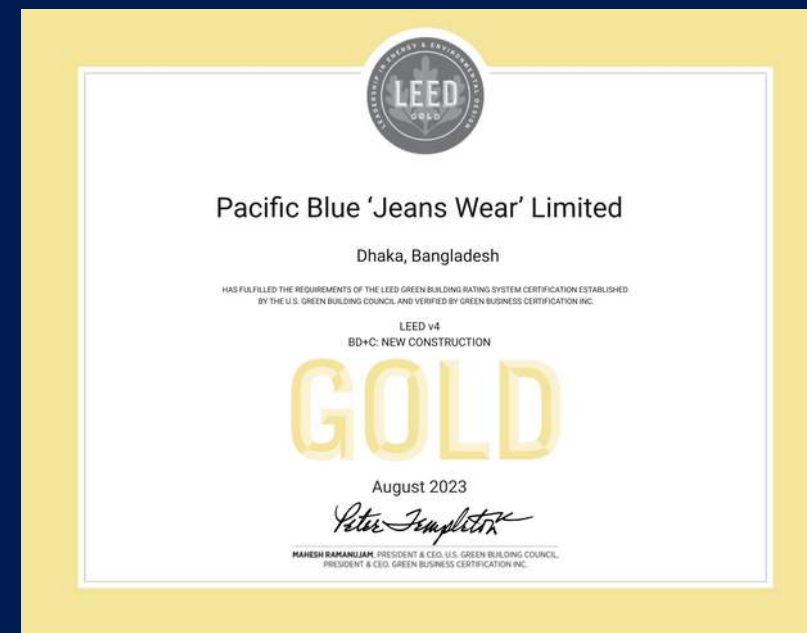 LEADERSHIP IN ENERGY & ENVIRONMENTAL DESIGN
LEED
GOLD
Pacific Blue ‘Jeans Wear’ Limited
Dhaka, Bangladesh
HAS FULFILLED THE REQUIREMENTS OF THE LEED GREEN BUILDING RATING SYSTEM CERTIFICATION ESTABLISHED
BY THE U.S. GREEN BUILDING COUNCIL AND VERIFIED BY GREEN BUSINESS CERTIFICATION INC.
LEED v4
BD+C: NEW CONSTRUCTION
GOLD
August 2023
Peter Templeton
MAHESH RAMANUJAM, PRESIDENT & CEO, U.S. GREEN BUILDING COUNCIL,
PRESIDENT & CEO, GREEN BUSINESS CERTIFICATION INC.